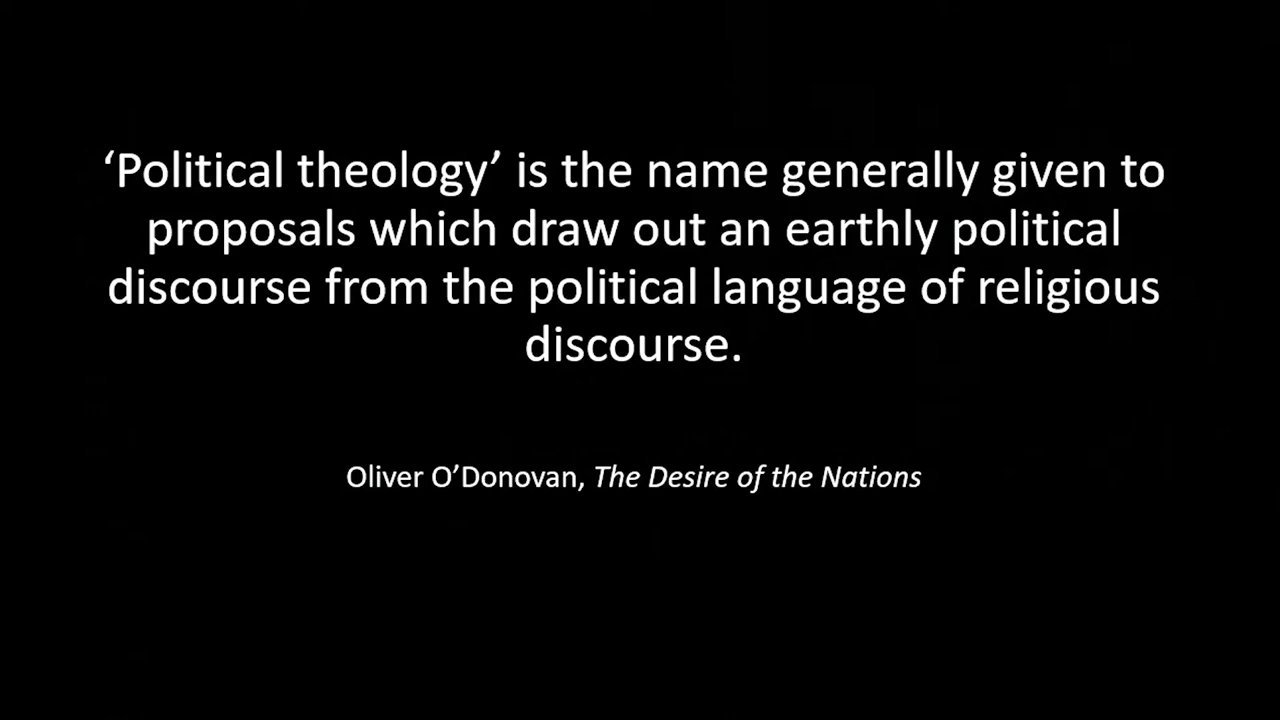 ‘Political theology’ is the name generally given to
proposals which draw out an earthly political
discourse from the political language of religious
discourse.
Oliver O’Donovan, The Desire of the Nations